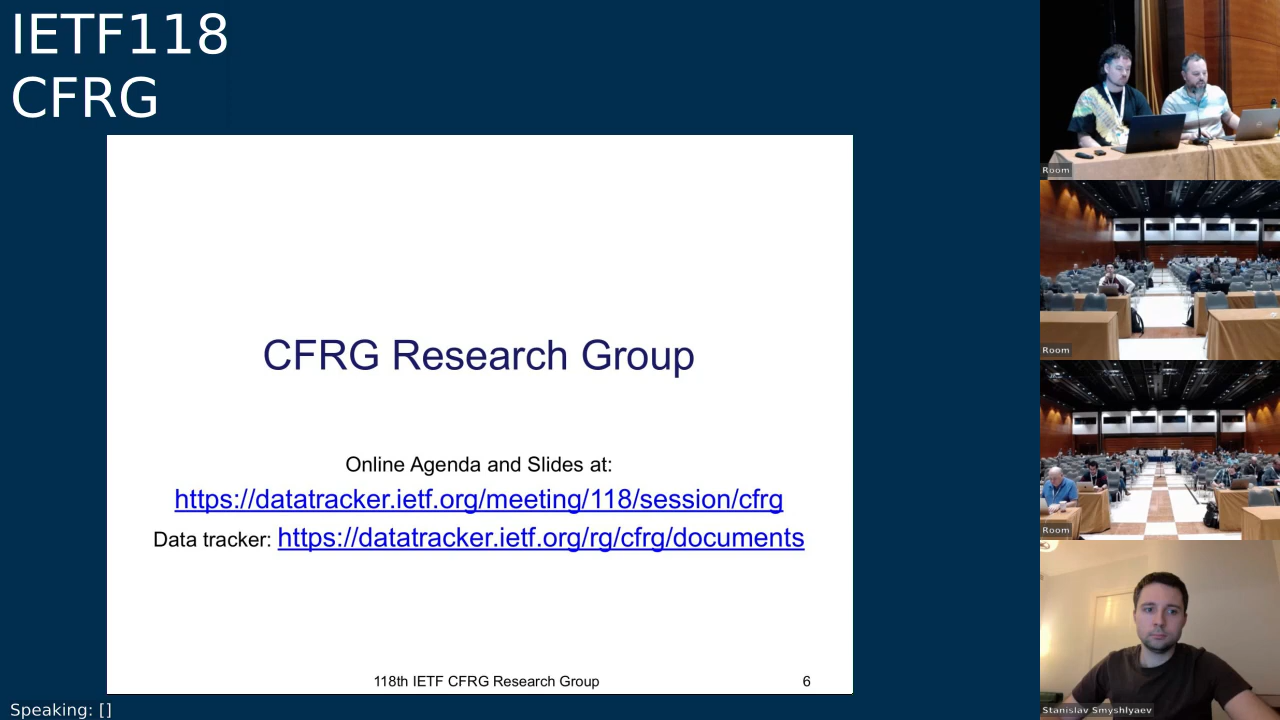 IETF118
CFRG
CFRG Research Group
Online Agenda and Slides at:
https://datatracker.ietf.org/meeting/118/session/cfrg
Data tracker: https://datatracker.ietf.org/rg/cfrg/documents
118th IETF CFRG Research Group 6
Speaking: []
Room
Room
Room
Stanislav Smyshlyaev